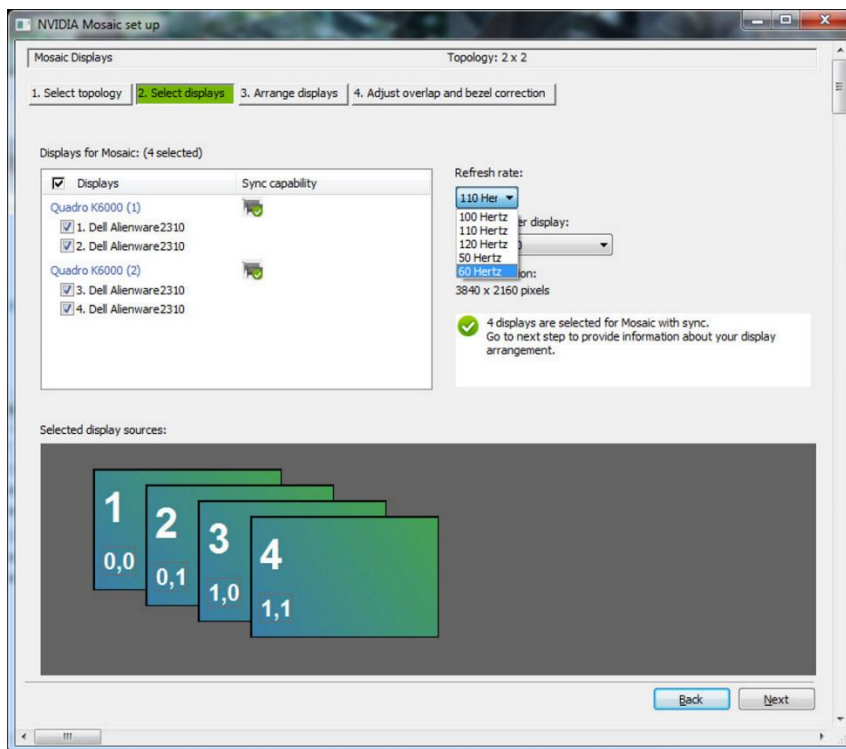 NVIDIA Mosaic set up
Mosaic Displays Topology: 2 x 2
1. Select topology 2. Select displays 3. Arrange displays 4. Adjust overlap and bezel correction
Displays for Mosaic: (4 selected)
Displays Sync capability
Quadro K6000 (1)
1. Dell Alienware2310
2. Dell Alienware2310
Quadro K6000 (2)
3. Dell Alienware2310
4. Dell Alienware2310
Refresh rate:
110 Her
100 Hertz
110 Hertz
120 Hertz
50 Hertz
60 Hertz
display:
3840 x 2160 pixels
4 displays are selected for Mosaic with sync.
Go to next step to provide information about your display
arrangement.
Selected display sources:
1
0,0
2
0,1
3
1,0
4
1,1
Back Next